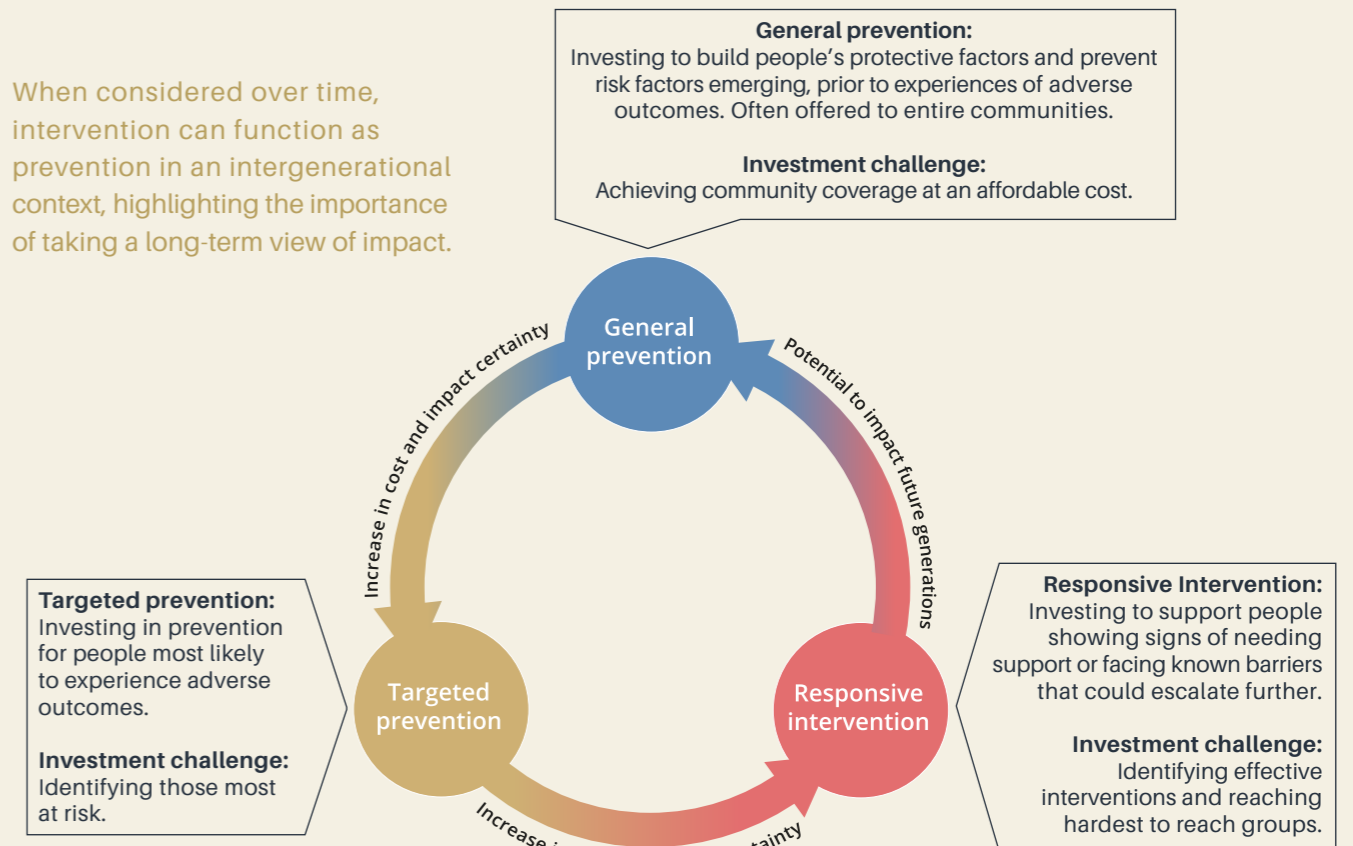 When considered over time,
intervention can function as
prevention in an intergenerational
context, highlighting the importance
of taking a long-term view of impact.
General prevention:
Investing to build people’s protective factors and prevent
risk factors emerging, prior to experiences of adverse
outcomes. Often offered to entire communities.
Investment challenge:
Achieving community coverage at an affordable cost.
General
prevention
Increase in cost and impact certainty
Potential to impact future generations
Targeted prevention:
Investing in prevention
for people most likely
to experience adverse
outcomes.
Investment challenge:
Identifying those most
at risk.
Targeted
prevention
Responsive
intervention
Responsive Intervention:
Investing to support people
showing signs of needing
support or facing known barriers
that could escalate further.
Investment challenge:
Identifying effective
interventions and reaching
hardest to reach groups.
Increase